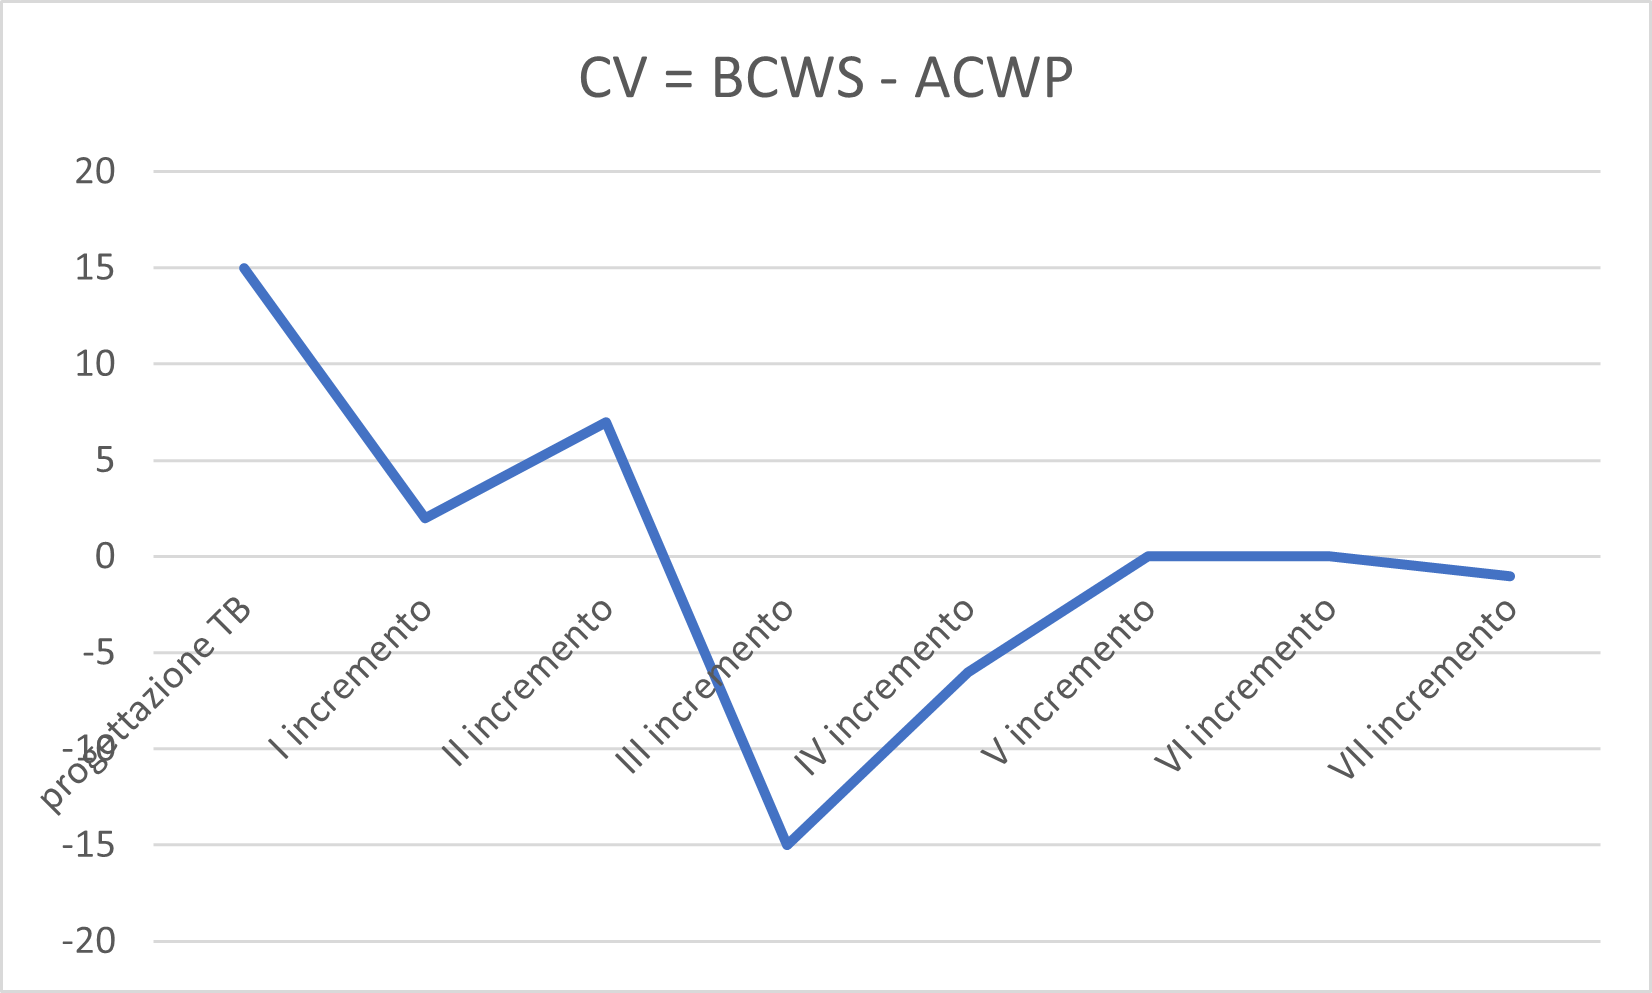 CV = BCWS - ACWP
20
15
10
5
0
-5
-10
-15
-20
progettazione TB
I incremento
II incremento
III incremento
IV incremento
V incremento
VI incremento
VII incremento